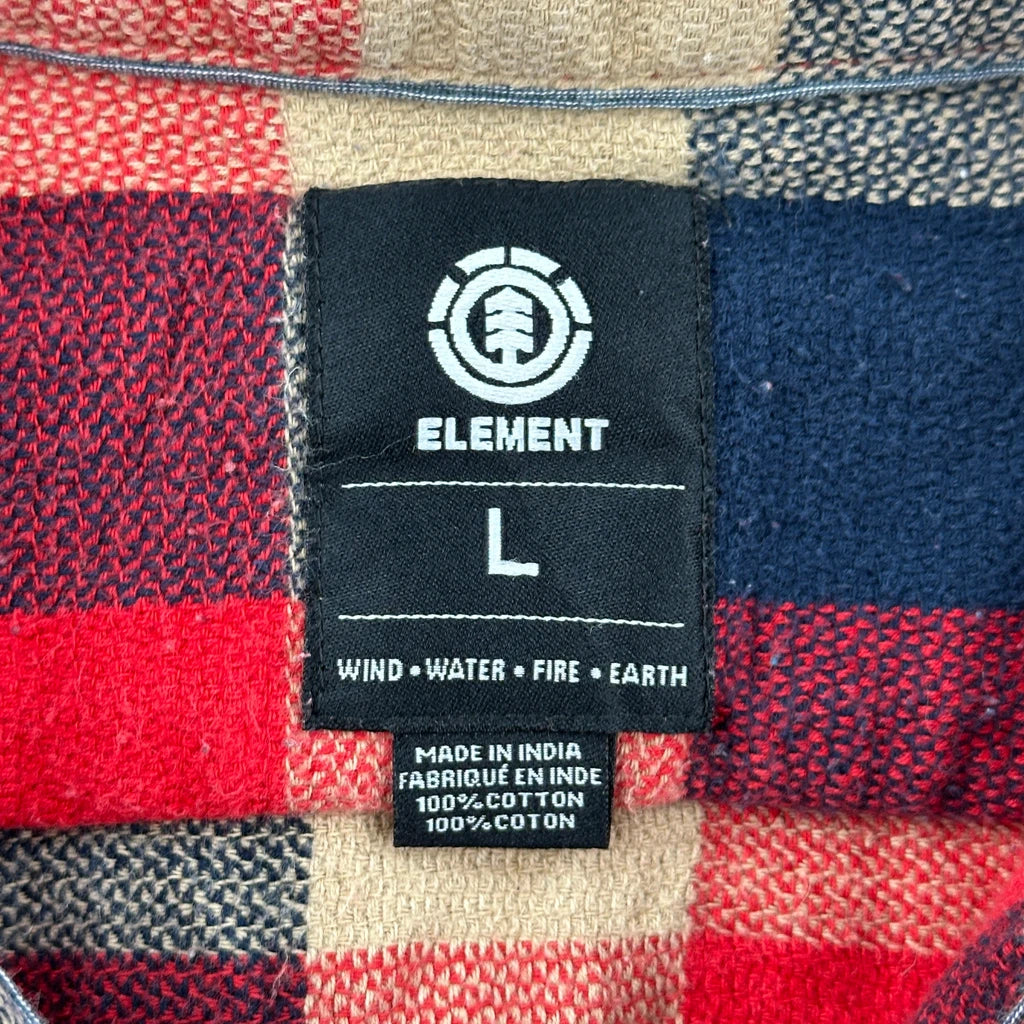 ELEMENT
L
WIND • WATER • FIRE • EARTH
MADE IN INDIA
FABRIQUÉ EN INDE
100% COTTON
100% COTON